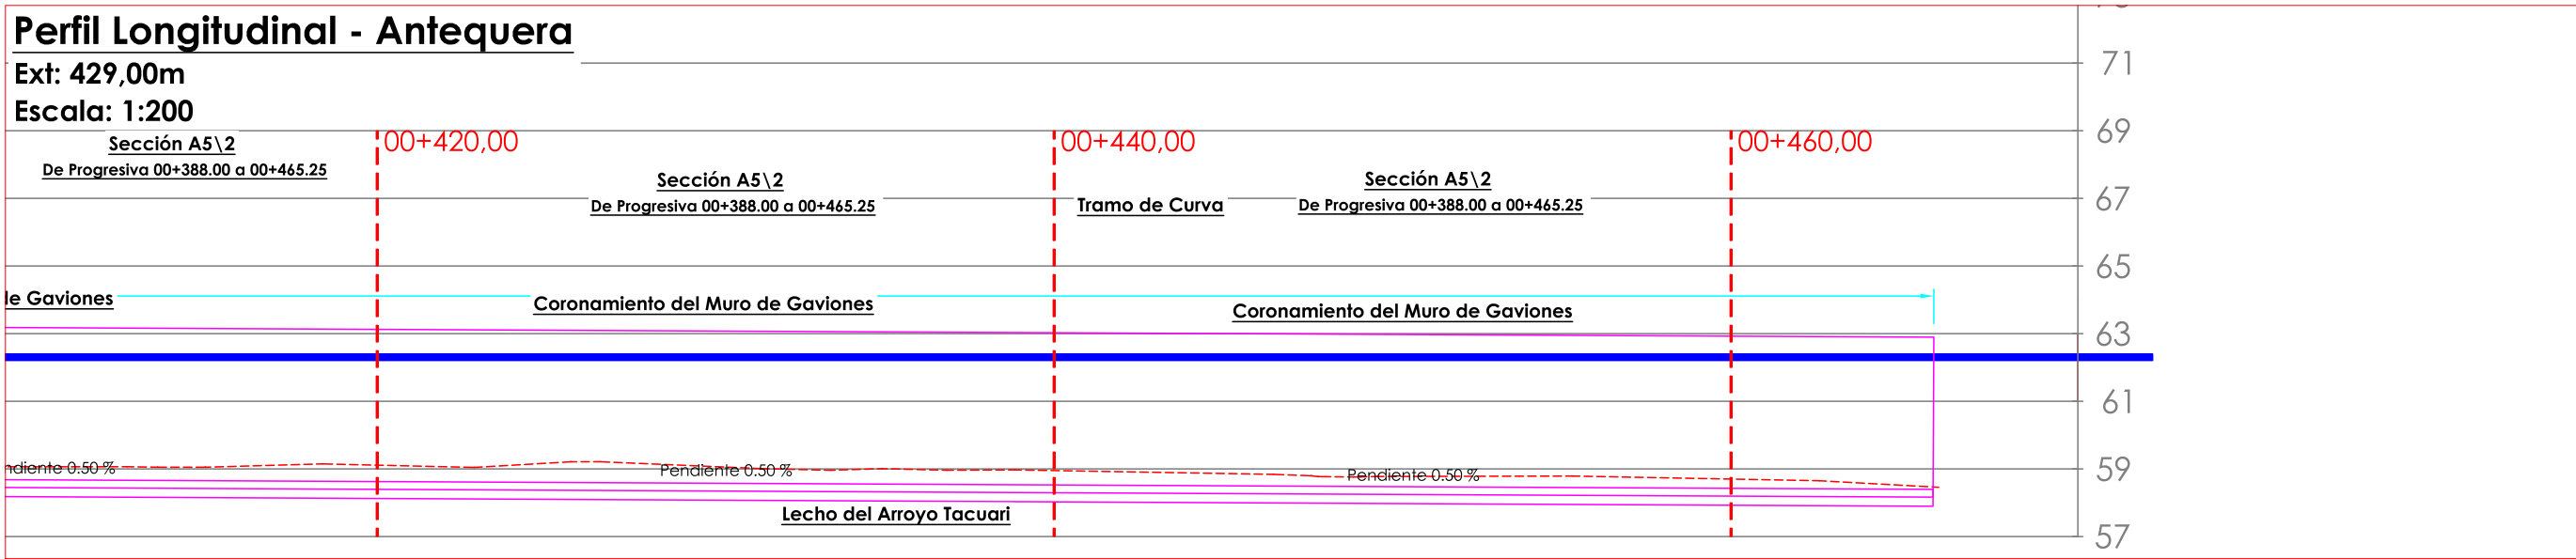 Perfil Longitudinal - Antequera
Ext: 429,00m
Escala: 1:200
71
69
00+420,00
00+440,00
00+460,00
Sección A5\2
De Progresiva 00+388.00 a 00+465.25
Sección A5\2
De Progresiva 00+388.00 a 00+465.25
Tramo de Curva
Sección A5\2
De Progresiva 00+388.00 a 00+465.25
67
65
le Gaviones
Coronamiento del Muro de Gaviones
Coronamiento del Muro de Gaviones
63
61
ndiente 0.50 %
Pendiente 0.50 %
Pendiente 0.50 %
59
Lecho del Arroyo Tacuari
57